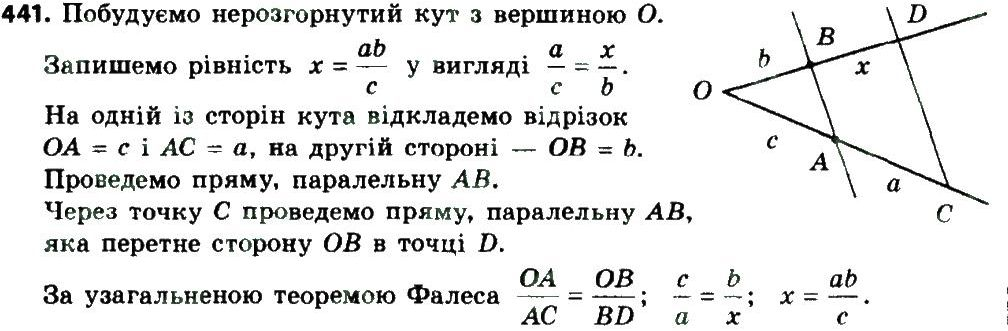 441. Побудуємо нерозгорнутий кут з вершиною O.
Запишемо рівність x = ab/c у вигляді a/c = x/b.
На одній із сторін кута відкладемо відрізок
OA = c і AC = a, на другій стороні — OB = b.
Проведемо пряму, паралельну AB.
Через точку C проведемо пряму, паралельну AB,
яка перетне сторону OB в точці D.
За узагальненою теоремою Фалеса OA/AC = OB/BD; c/a = b/x; x = ab/c.
D
B
b
x
O
c
A
a
C